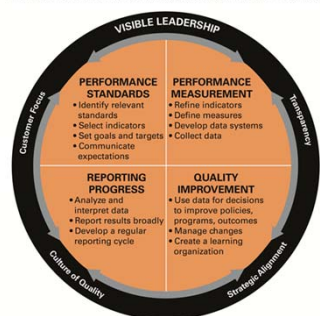 VISIBLE LEADERSHIP
Customer Focus
Transparency
PERFORMANCE
STANDARDS
• Identify relevant
standards
• Select indicators
• Set goals and targets
• Communicate
expectations
PERFORMANCE
MEASUREMENT
• Refine indicators
• Define measures
• Develop data systems
• Collect data
REPORTING
PROGRESS
• Analyze and
interpret data
• Report results broadly
• Develop a regular
reporting cycle
QUALITY
IMPROVEMENT
• Use data for decisions
to improve policies,
programs, outcomes
• Manage changes
• Create a learning
organization
Culture of Quality
Strategic Alignment